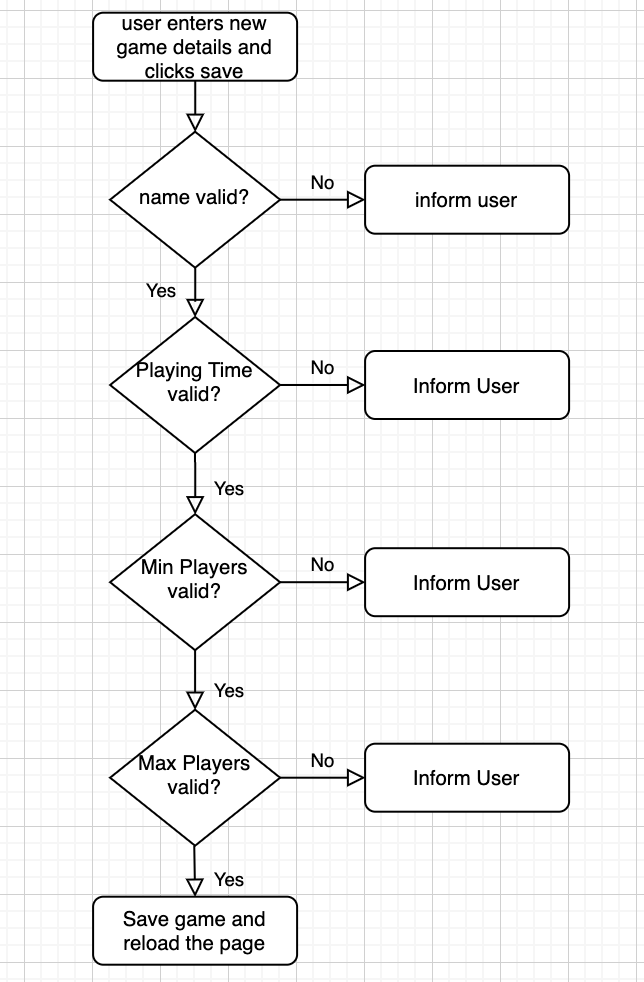 user enters new
game details and
clicks save
name valid?
No
inform user
Yes
Playing Time
valid?
No
Inform User
Yes
Min Players
valid?
No
Inform User
Yes
Max Players
valid?
No
Inform User
Yes
Save game and
reload the page